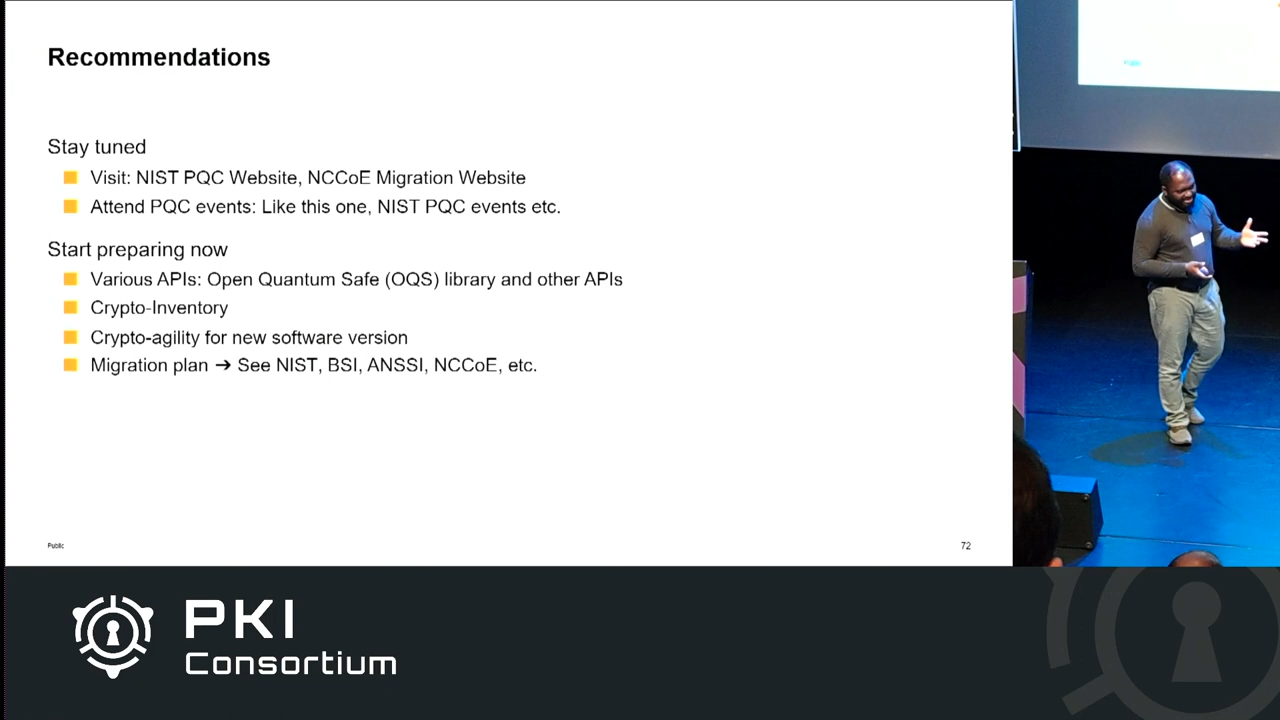 Recommendations
Stay tuned
Visit: NIST PQC Website, NCCoE Migration Website
Attend PQC events: Like this one, NIST PQC events etc.
Start preparing now
Various APIs: Open Quantum Safe (OQS) library and other APIs
Crypto-Inventory
Crypto-agility for new software version
Migration plan ➔ See NIST, BSI, ANSSI, NCCoE, etc.
Public
72
PKI
Consortium